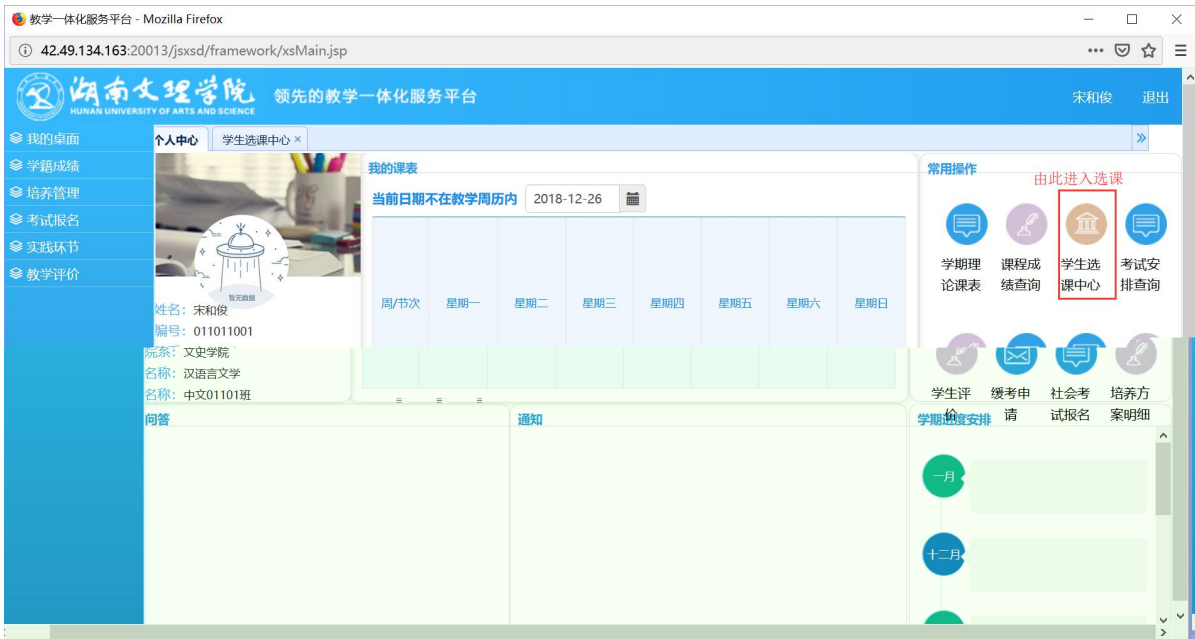 教学一体化服务平台 - Mozilla Firefox
42.49.134.163:20013/jsxsd/framework/xsMain.jsp
湖南文理学院
HUNAN UNIVERSITY OF ARTS AND SCIENCE
领先的教学一体化服务平台
宋和俊 退出
我的桌面
学籍成绩
培养管理
考试报名
实践环节
教学评价
个人中心 学生选课中心 ×
暂无数据
姓名: 宋和俊
编号: 011011001
院系: 文史学院
名称: 汉语言文学
名称: 中文01101班
我的课表
当前日期不在教学周历内 2018-12-26
周/节次 星期一 星期二 星期三 星期四 星期五 星期六 星期日
常用操作
由此进入选课
学期理论课表
课程成绩查询
学生选课中心
考试安排查询
学生评价
缓考申请
社会考试报名
培养方案明细
问答
通知
学期进度安排
一月
十二月